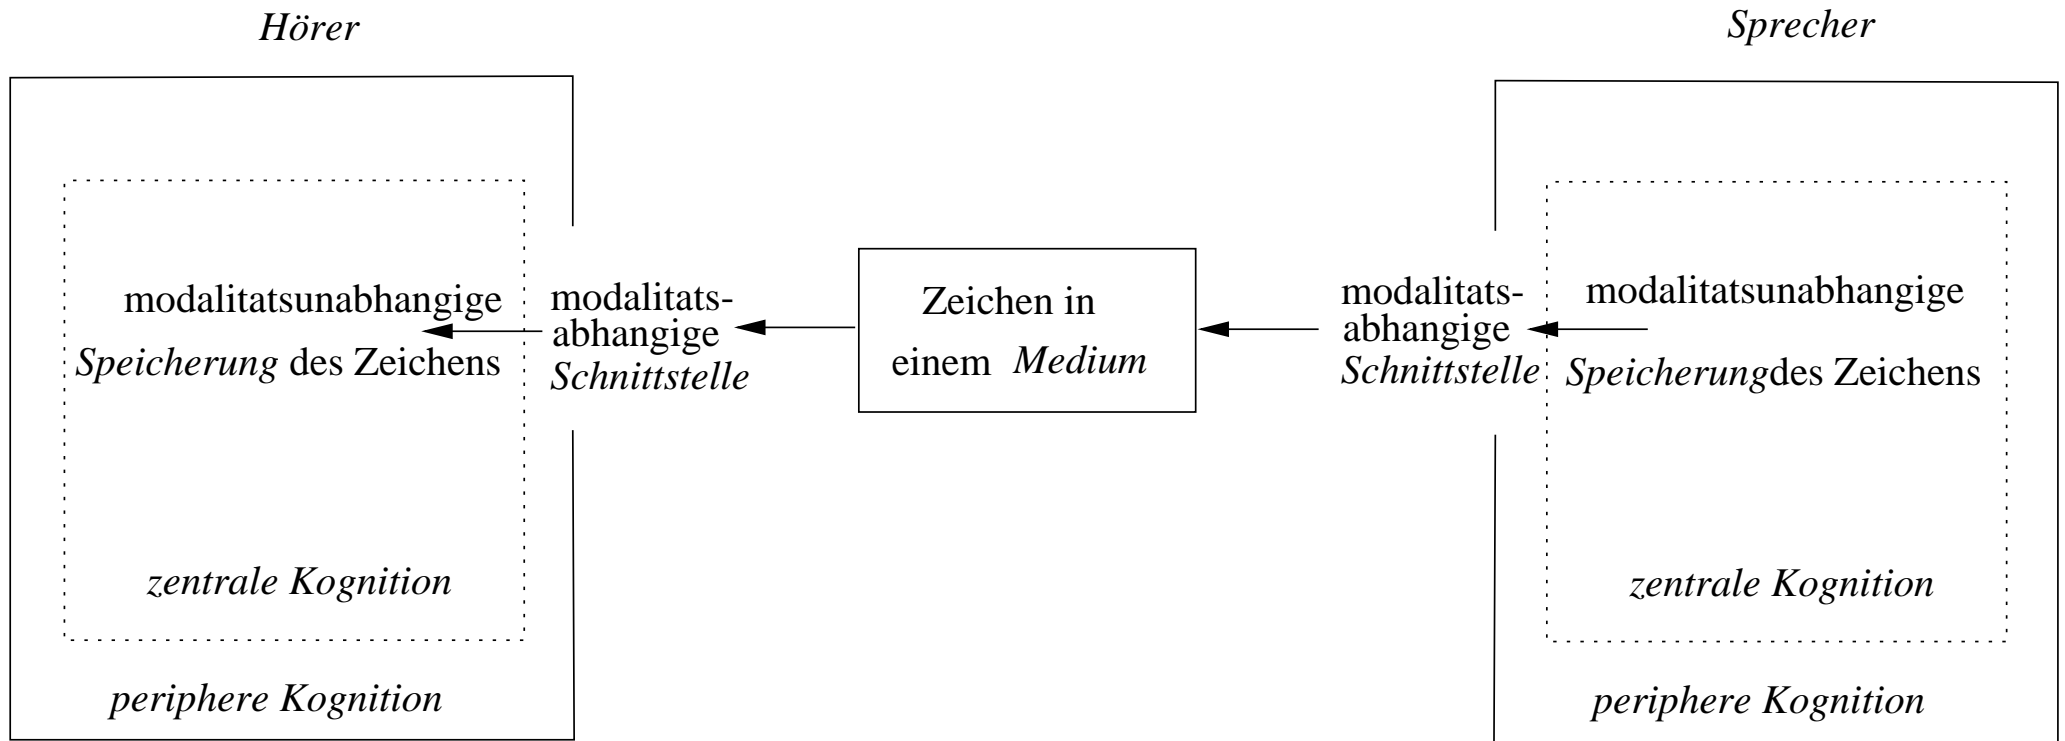 Hörer
Sprecher
modalitatsunabhangige
Speicherung des Zeichens
zentrale Kognition
periphere Kognition
modalitats-
abhangige
Schnittstelle
Zeichen in
einem Medium
modalitats-
abhangige
Schnittstelle
modalitatsunabhangige
Speicherungdes Zeichens
zentrale Kognition
periphere Kognition